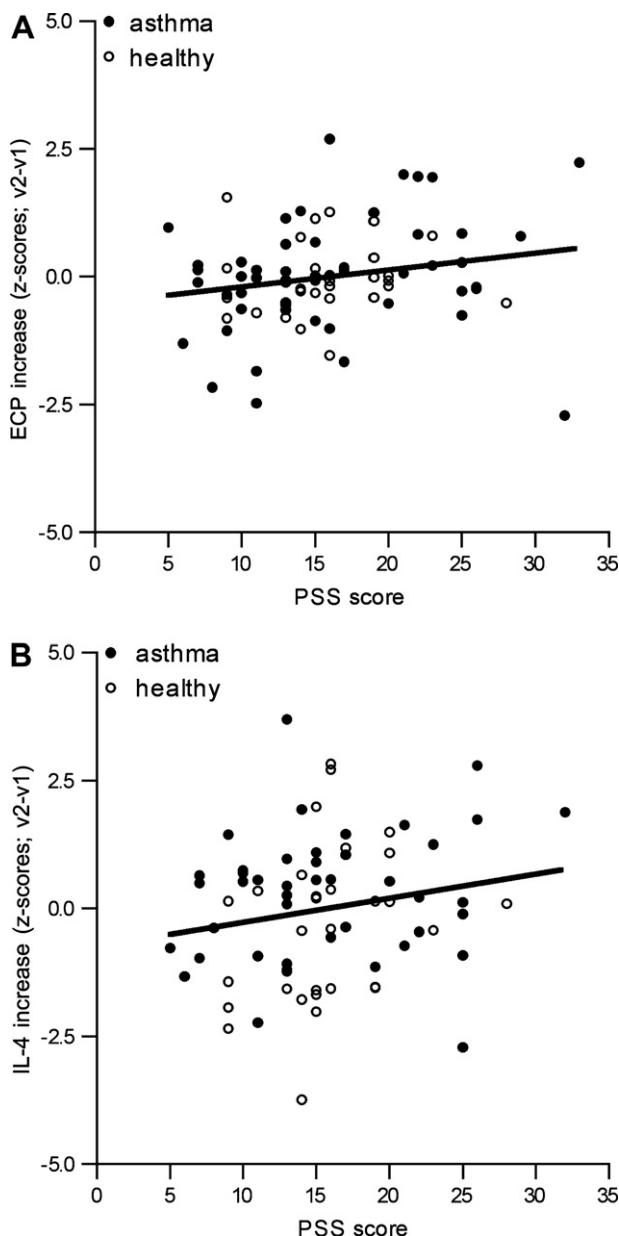 A
asthma
healthy
5.0
2.5
0.0
-2.5
-5.0
ECP increase (z-scores; v2-v1)
0 5 10 15 20 25 30 35
PSS score
B
asthma
healthy
5.0
2.5
0.0
-2.5
-5.0
IL-4 increase (z-scores; v2-v1)
0 5 10 15 20 25 30 35
PSS score